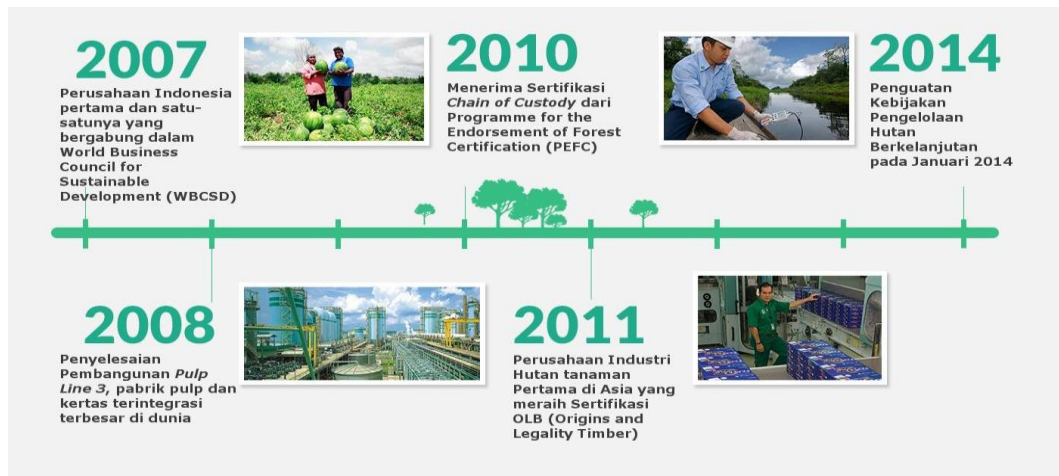 2007
Perusahaan Indonesia
pertama dan satu-
satunya yang
bergabung dalam
World Business
Council for
Sustainable
Development (WBCSD)
2010
Menerima Sertifikasi
Chain of Custody dari
Programme for the
Endorsement of Forest
Certification (PEFC)
2014
Penguatan
Kebijakan
Pengelolaan
Hutan
Berkelanjutan
pada Januari 2014
2008
Penyelesaian
Pembangunan Pulp
Line 3, pabrik pulp dan
kertas terintegrasi
terbesar di dunia
2011
Perusahaan Industri
Hutan tanaman
Pertama di Asia yang
meraih Sertifikasi
OLB (Origins and
Legality Timber)